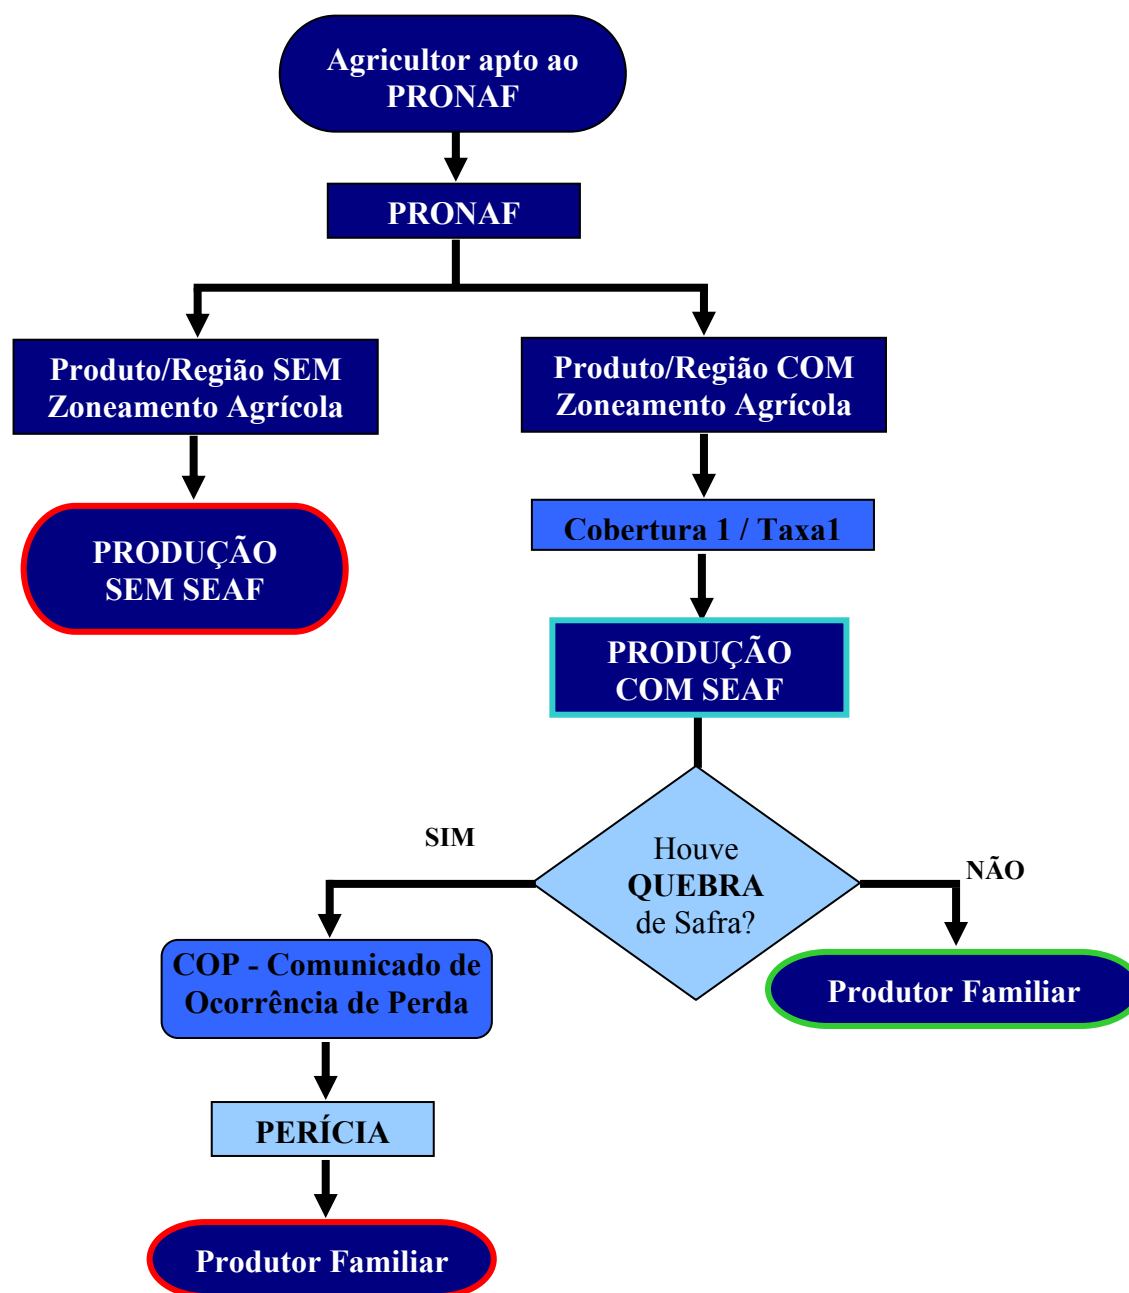 Agricultor apto ao
PRONAF
PRONAF
Produto/Região SEM
Zoneamento Agrícola
Produto/Região COM
Zoneamento Agrícola
Cobertura 1 / Taxa1
PRODUÇÃO
SEM SEAF
PRODUÇÃO
COM SEAF
Houve
QUEBRA
de Safra?
SIM
NÃO
COP - Comunicado de
Ocorrência de Perda
Produtor Familiar
PERÍCIA
Produtor Familiar